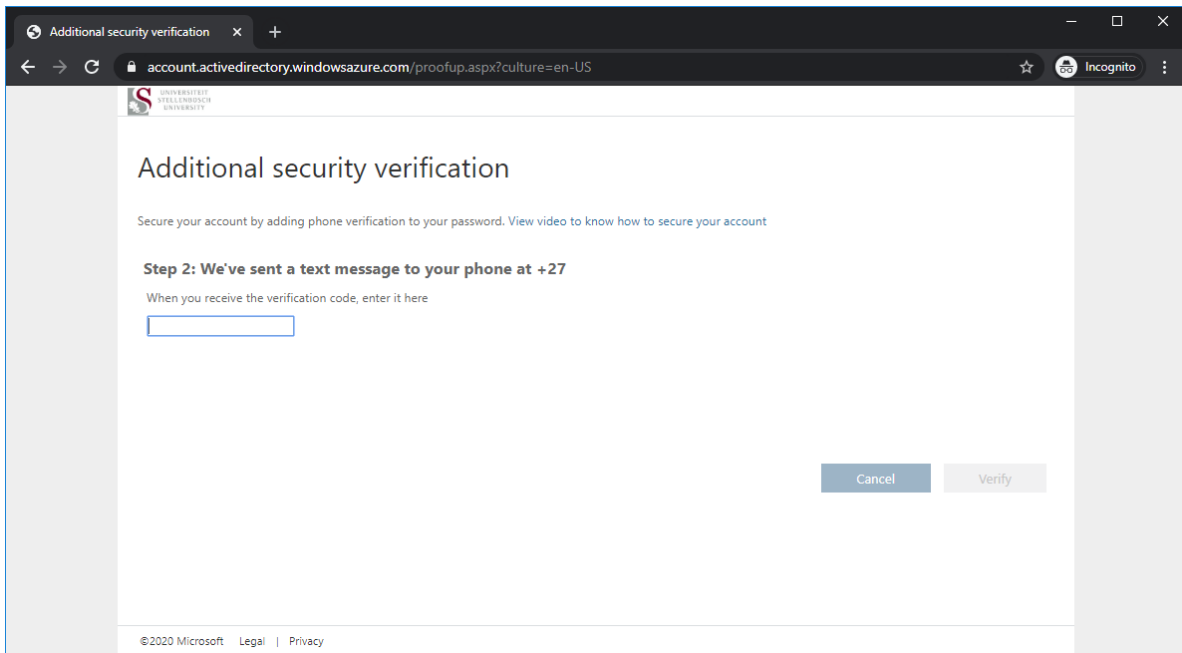 Additional security verification
account.activedirectory.windowsazure.com/proofup.aspx?culture=en-US
Incognito
UNIVERSITEIT
STELLENBOSCH
UNIVERSITY
Additional security verification
Secure your account by adding phone verification to your password. View video to know how to secure your account
Step 2: We've sent a text message to your phone at +27
When you receive the verification code, enter it here
Cancel Verify
©2020 Microsoft Legal | Privacy